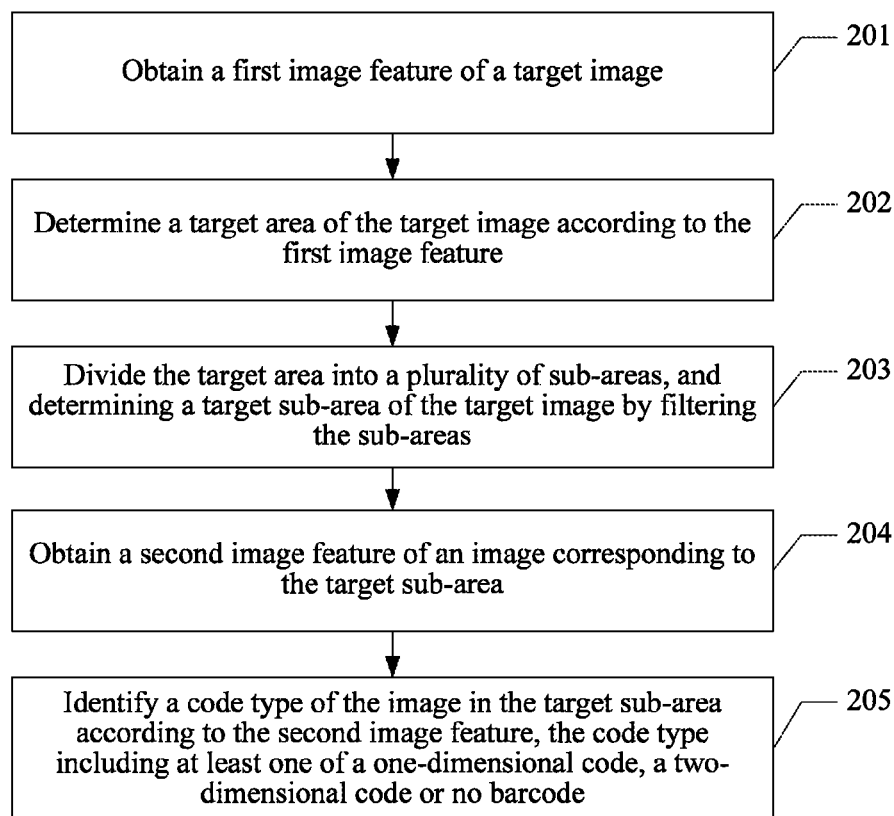 Obtain a first image feature of a target image
201
Determine a target area of the target image according to the
first image feature
202
Divide the target area into a plurality of sub-areas, and
determining a target sub-area of the target image by filtering
the sub-areas
203
Obtain a second image feature of an image corresponding to
the target sub-area
204
Identify a code type of the image in the target sub-area
according to the second image feature, the code type
including at least one of a one-dimensional code, a two-
dimensional code or no barcode
205